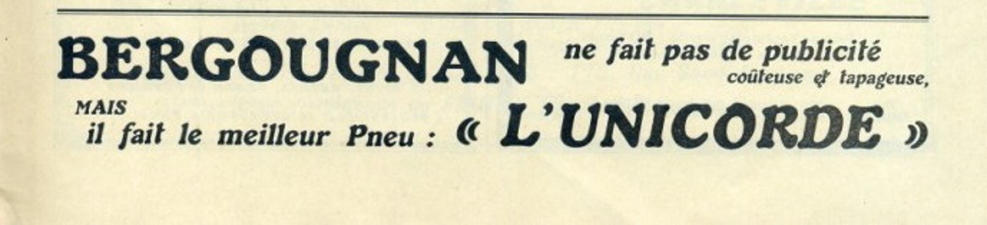 BERGOUGNAN ne fait pas de publicité
coûteuse et tapageuse,
MAIS
il fait le meilleur Pneu : « L'UNICORDE »